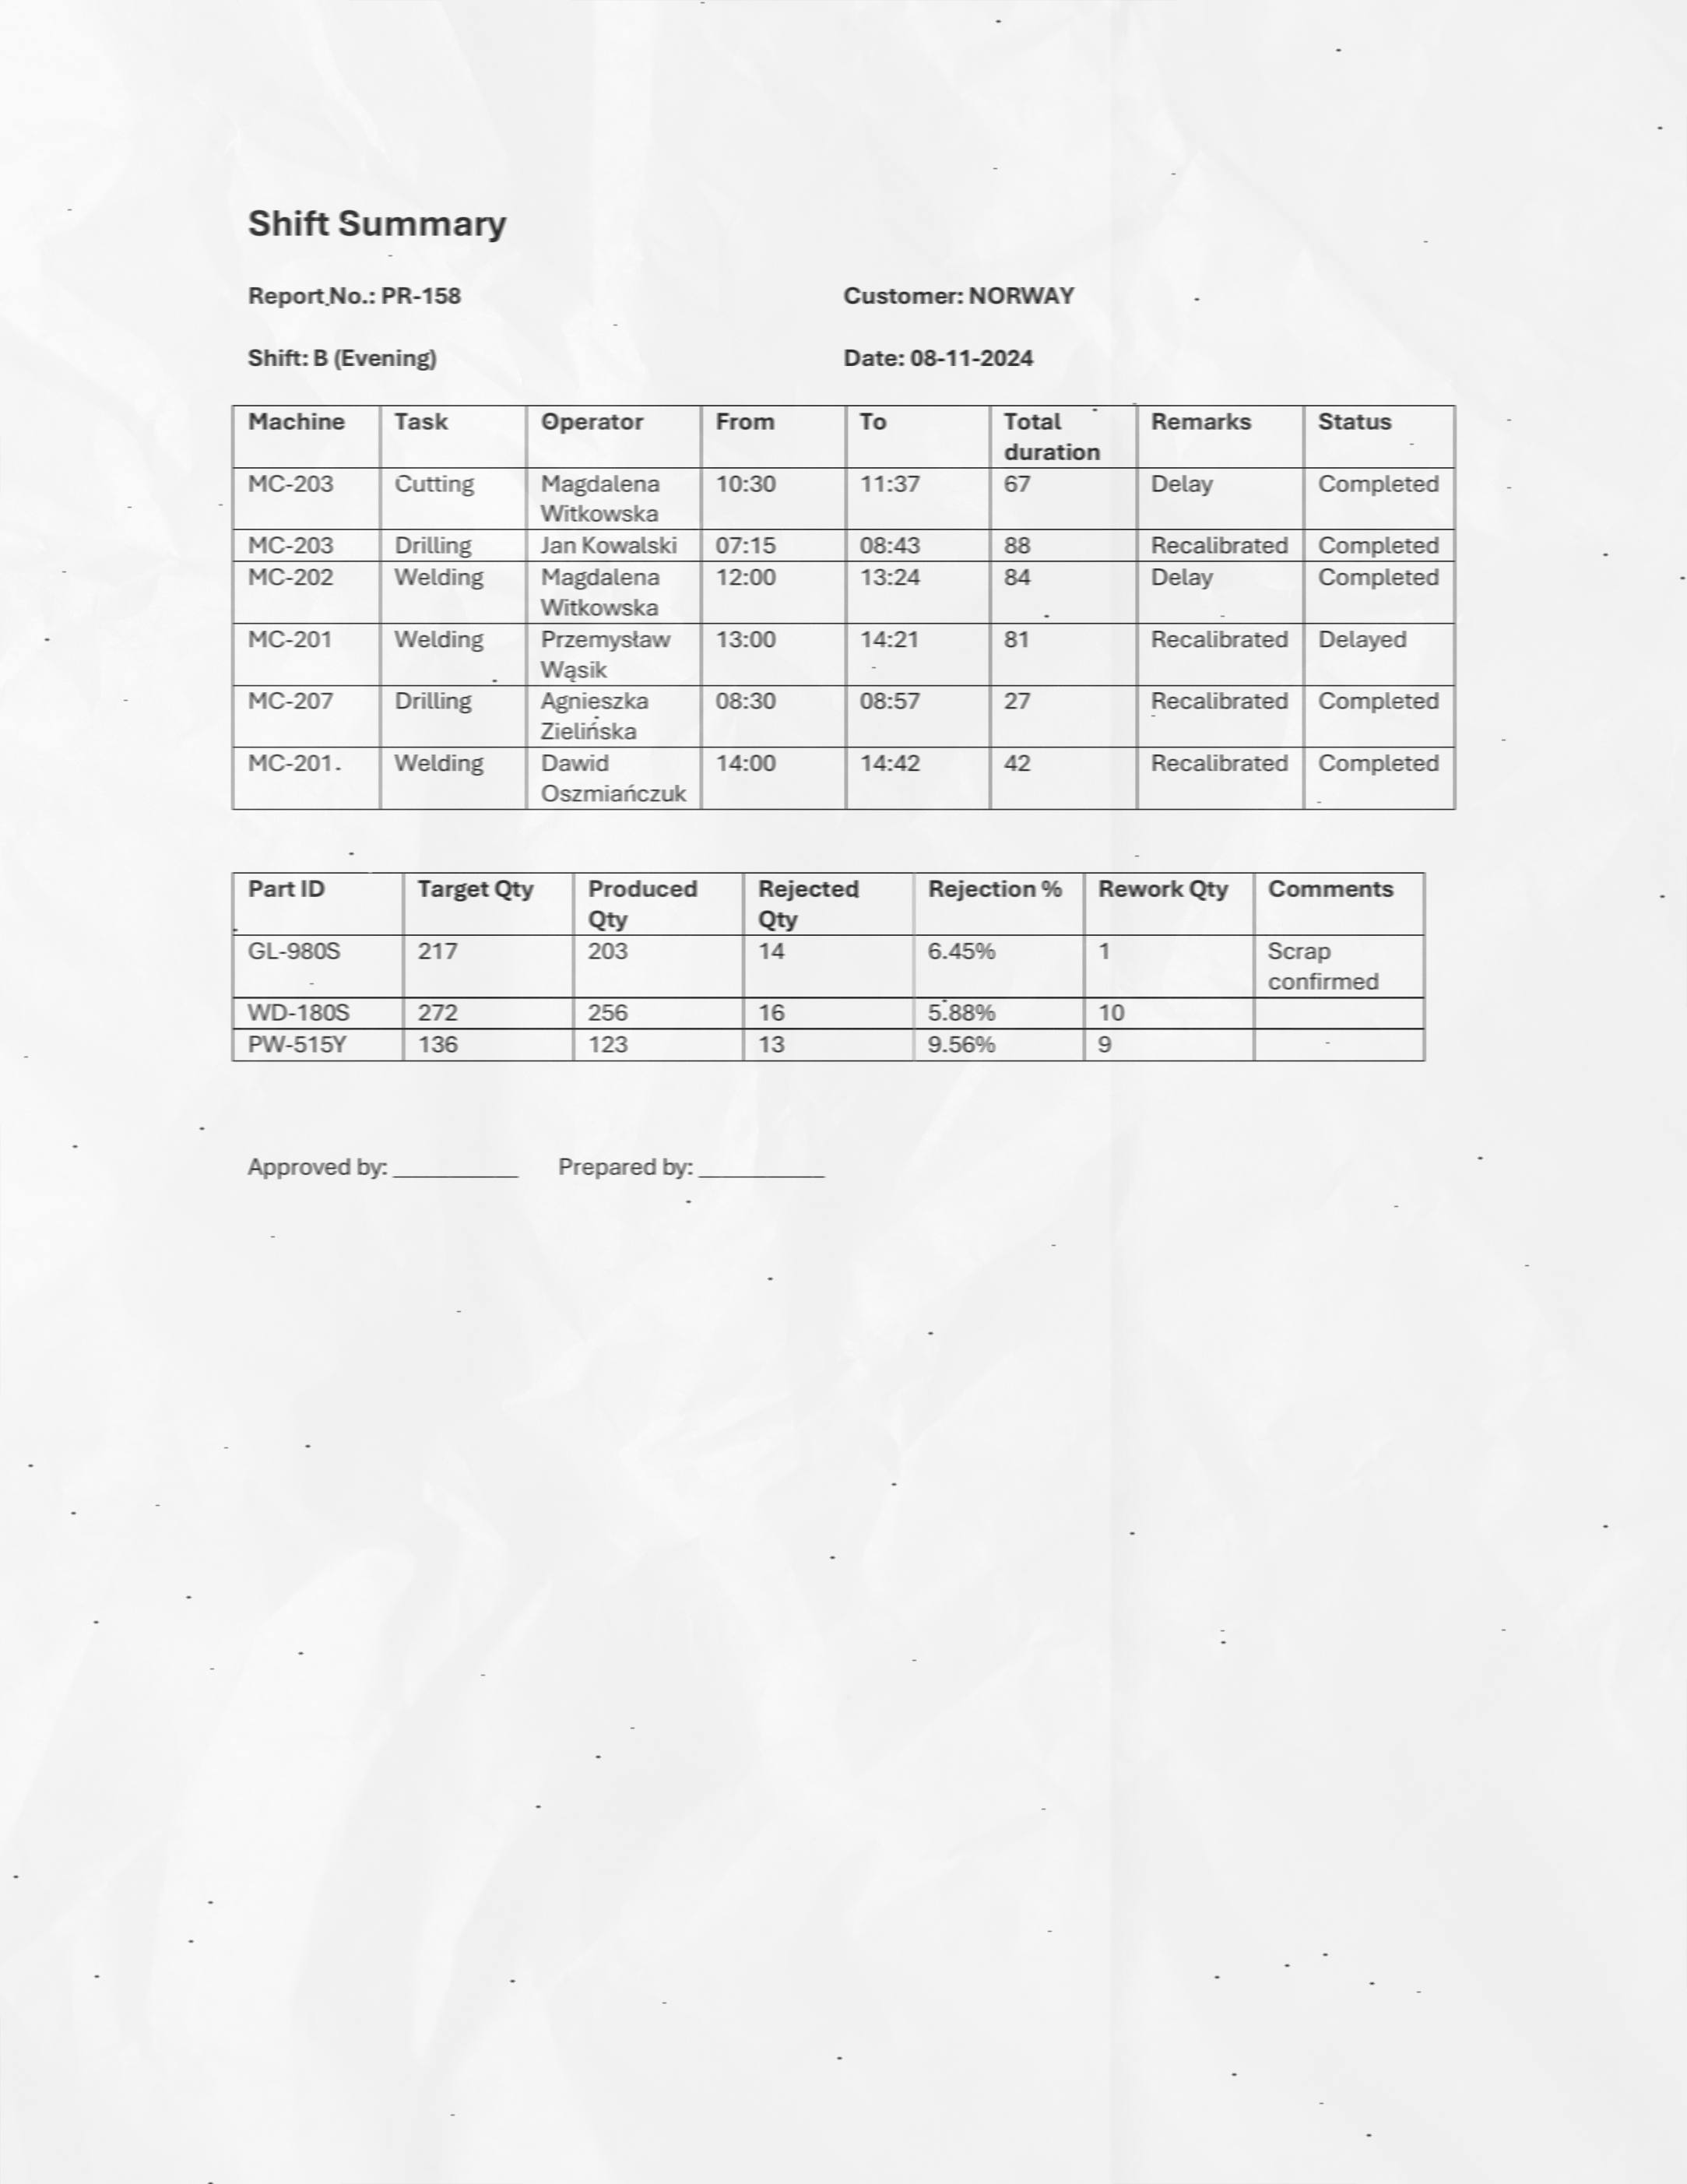 Shift Summary
Report No.: PR-158 Customer: NORWAY
Shift: B (Evening) Date: 08-11-2024
Machine Task Operator From To Total duration Remarks Status
MC-203 Cutting Magdalena Witkowska 10:30 11:37 67 Delay Completed
MC-203 Drilling Jan Kowalski 07:15 08:43 88 Recalibrated Completed
MC-202 Welding Magdalena Witkowska 12:00 13:24 84 Delay Completed
MC-201 Welding Przemysław Wąsik 13:00 14:21 81 Recalibrated Delayed
MC-207 Drilling Agnieszka Zielińska 08:30 08:57 27 Recalibrated Completed
MC-201 Welding Dawid Oszmiańczuk 14:00 14:42 42 Recalibrated Completed
Part ID Target Qty Produced Qty Rejected Qty Rejection % Rework Qty Comments
GL-980S 217 203 14 6.45% 1 Scrap confirmed
WD-180S 272 256 16 5.88% 10
PW-515Y 136 123 13 9.56% 9
Approved by: __________ Prepared by: __________